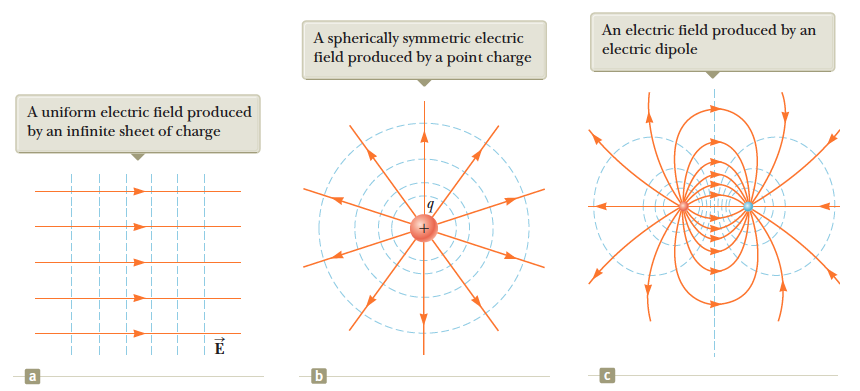 A uniform electric field produced
by an infinite sheet of charge
E
a
A spherically symmetric electric
field produced by a point charge
q
+
b
An electric field produced by an
electric dipole
c